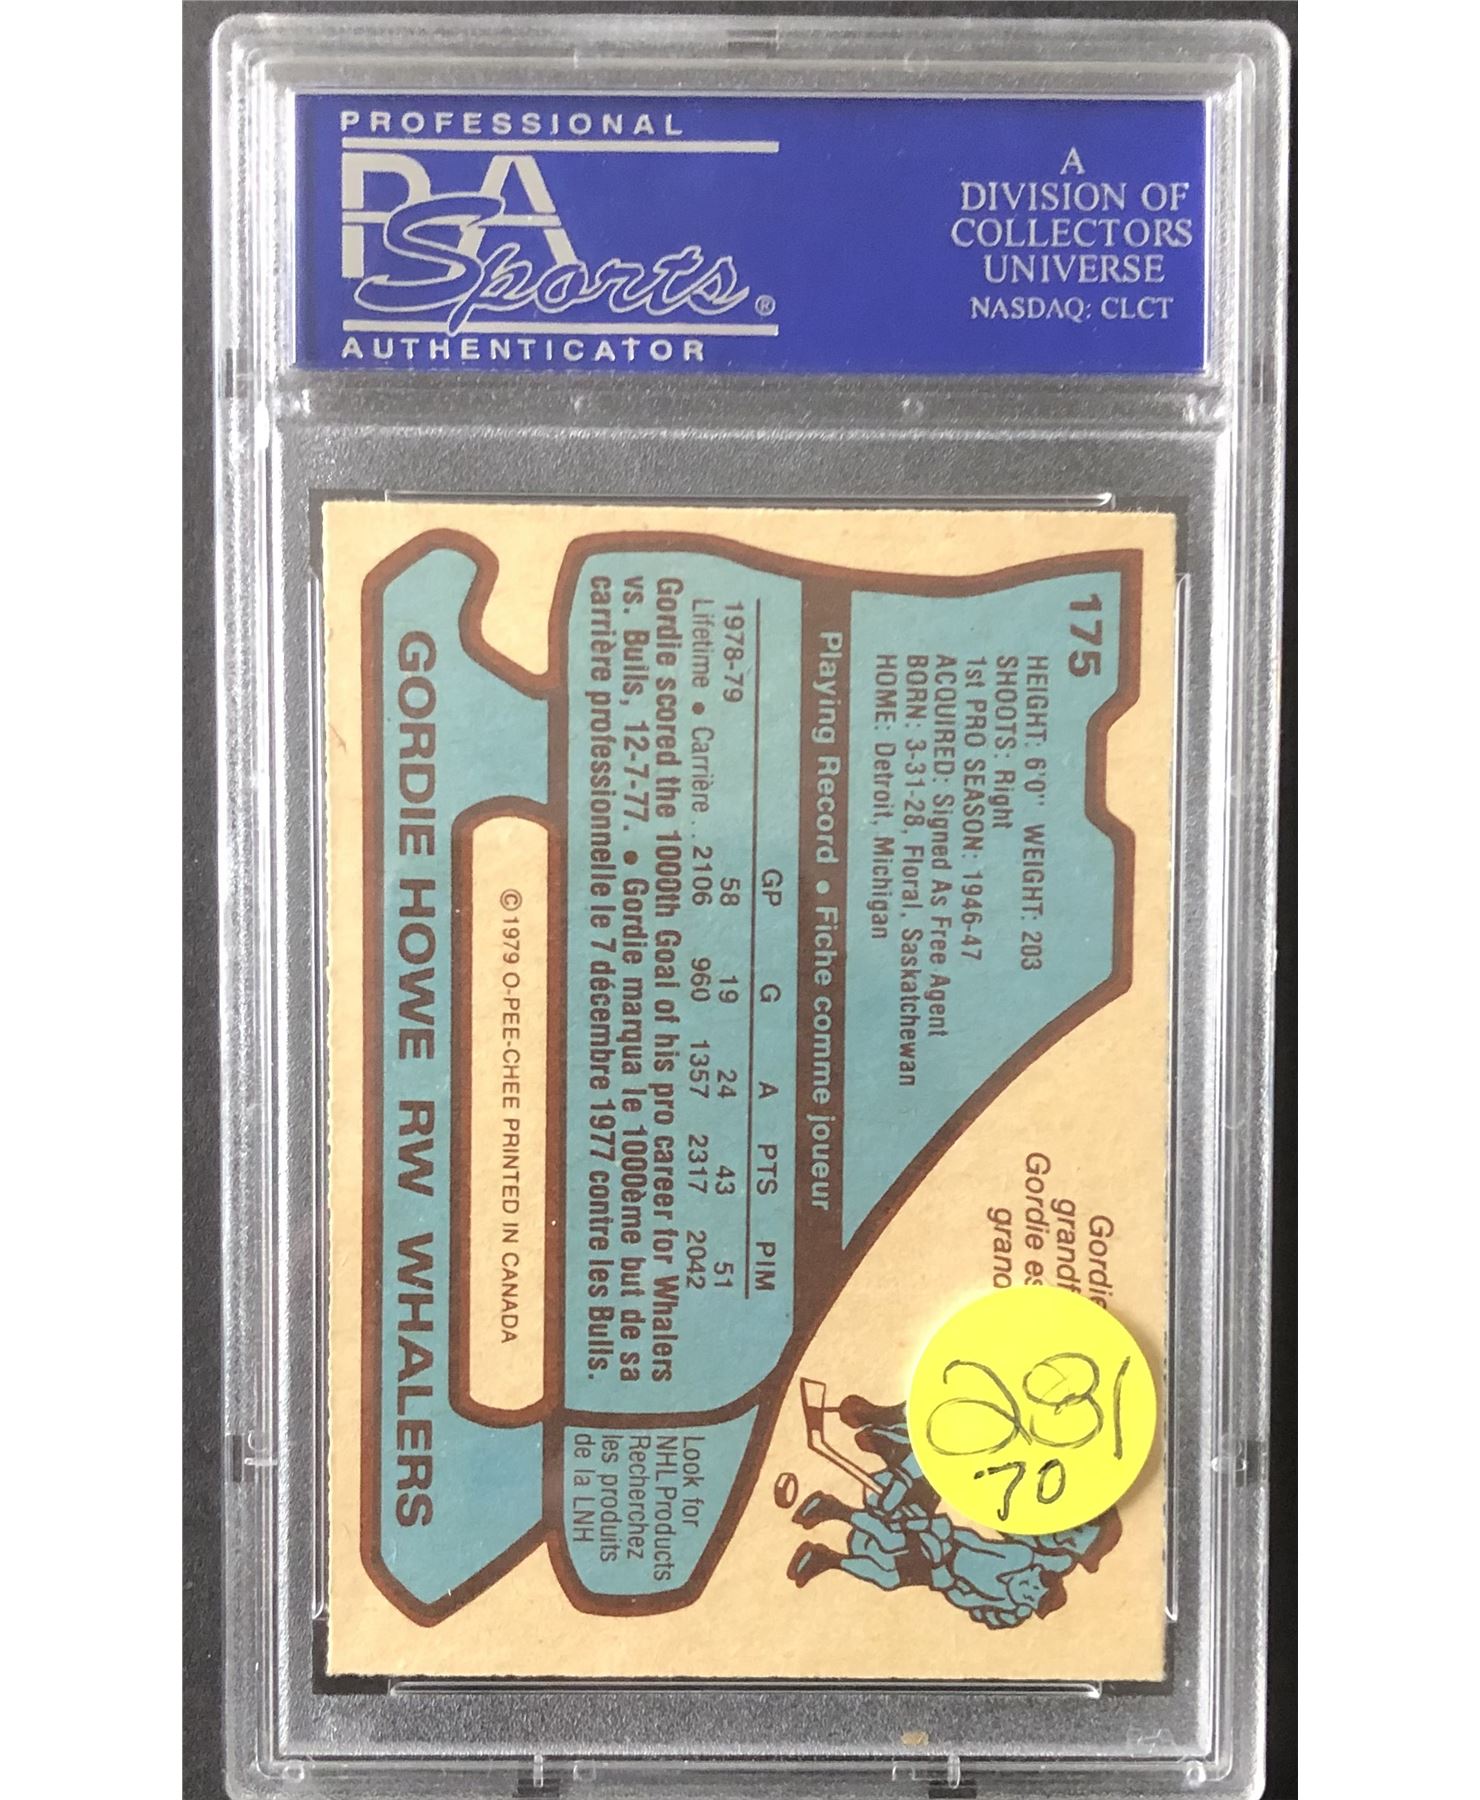 PROFESSIONAL
PSA
Sports®
AUTHENTICATOR
A
DIVISION OF
COLLECTORS
UNIVERSE
NASDAQ: CLCT
175
HEIGHT: 6'0" WEIGHT: 203
SHOOTS: Right
1st PRO SEASON: 1946-47
ACQUIRED: Signed As Free Agent
BORN: 3-31-28, Floral, Saskatchewan
HOME: Detroit, Michigan
Gordie
grandf
Gordie es
grand
Playing Record • Fiche comme joueur
GP G A PTS PIM
1978-79 58 19 24 43 51
Lifetime • Carrière.. 2106 960 1357 2317 2042
Gordie scored the 1000th Goal of his pro career for Whalers
vs. Bulls, 12-7-77. • Gordie marqua le 1000ème but de sa
carrière professionnelle le 7 décembre 1977 contre les Bulls.
Look for
NHL Products
Recherchez
les produits
de la LNH
© 1979 O-PEE-CHEE PRINTED IN CANADA
GORDIE HOWE RW WHALERS
.70